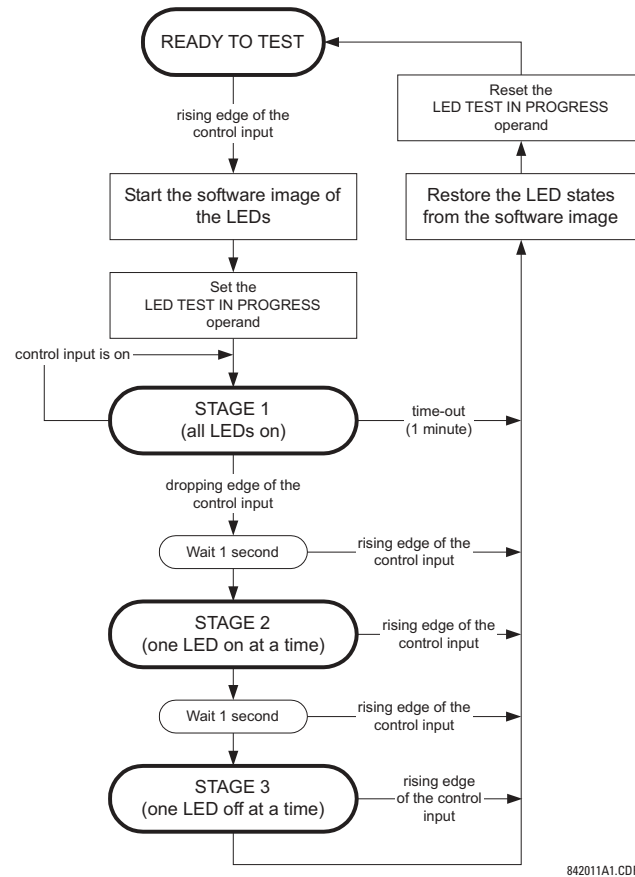 READY TO TEST
rising edge of the
control input
Start the software image of
the LEDs
Set the
LED TEST IN PROGRESS
operand
control input is on
STAGE 1
(all LEDs on)
time-out
(1 minute)
dropping edge of the
control input
Wait 1 second
rising edge of the
control input
STAGE 2
(one LED on at a time)
rising edge of the
control input
Wait 1 second
rising edge of the
control input
STAGE 3
(one LED off at a time)
rising edge
of the control
input
Reset the
LED TEST IN PROGRESS
operand
Restore the LED states
from the software image
842011A1.CDR